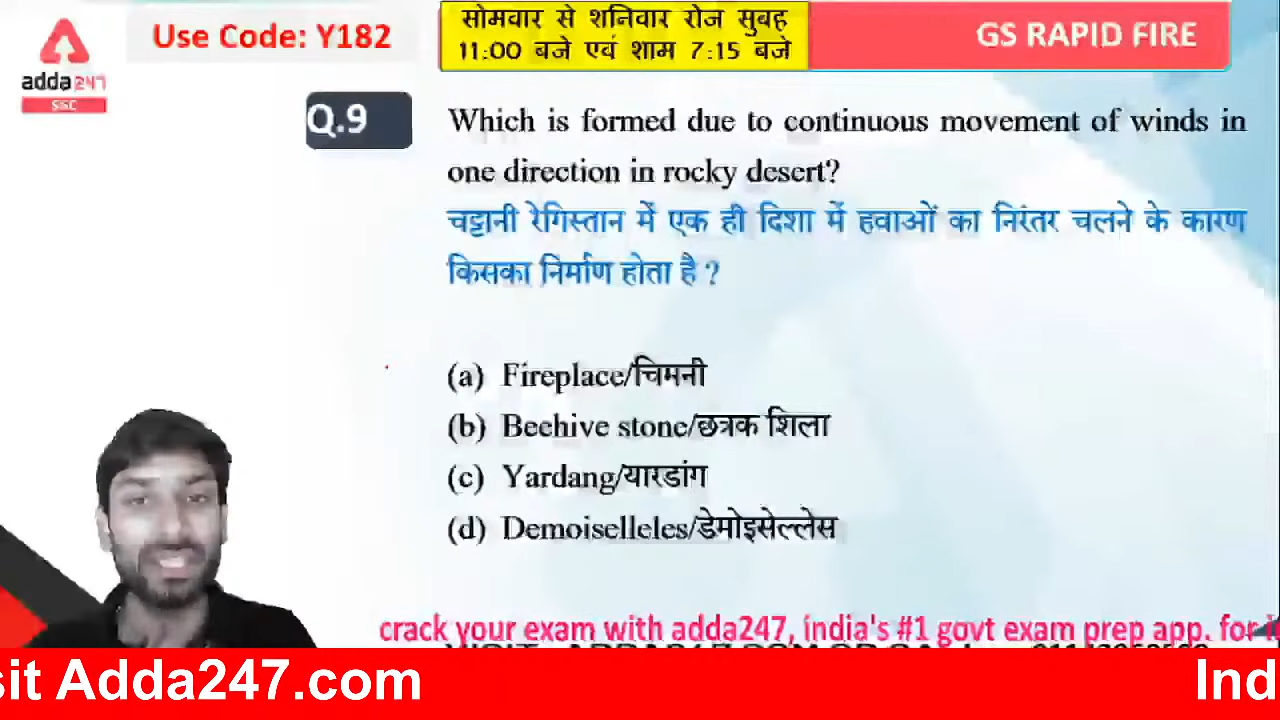 Use Code: Y182
सोमवार से शनिवार रोज सुबह
11:00 बजे एवं शाम 7:15 बजे
GS RAPID FIRE
adda247
SSC
Q.9
Which is formed due to continuous movement of winds in
one direction in rocky desert?
चट्टानी रेगिस्तान में एक ही दिशा में हवाओं का निरंतर चलने के कारण
किसका निर्माण होता है ?
(a) Fireplace/चिमनी
(b) Beehive stone/छत्रक शिला
(c) Yardang/यारडांग
(d) Demoiselleles/डेमोइसेल्लेस
crack your exam with adda247, india's #1 govt exam prep app. for
sit Adda247.com
Ind